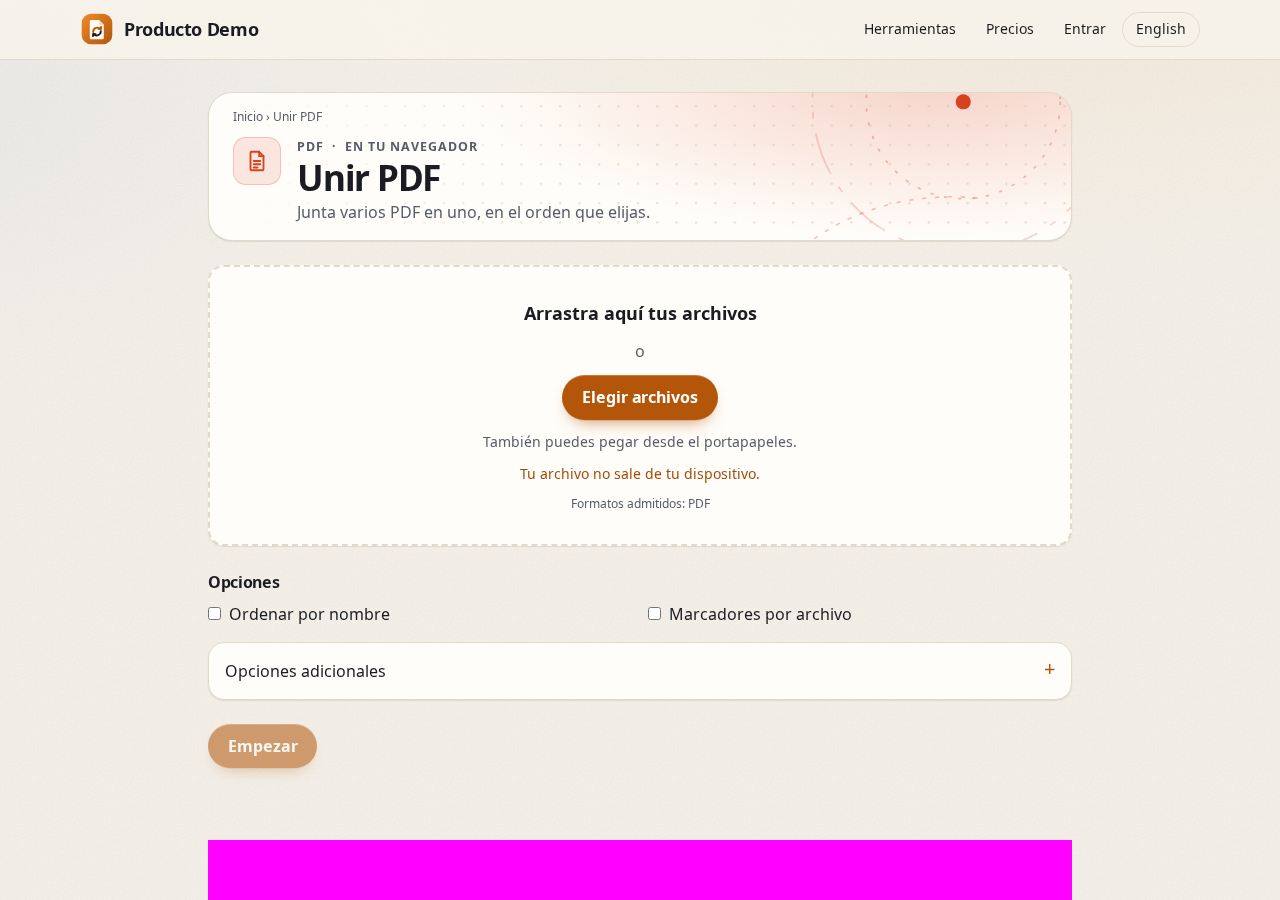 Producto Demo
Herramientas
Precios
Entrar
English
Inicio › Unir PDF
PDF · EN TU NAVEGADOR
Unir PDF
Junta varios PDF en uno, en el orden que elijas.
Arrastra aquí tus archivos
o
Elegir archivos
También puedes pegar desde el portapapeles.
Tu archivo no sale de tu dispositivo.
Formatos admitidos: PDF
Opciones
Ordenar por nombre
Marcadores por archivo
Opciones adicionales
+
Empezar